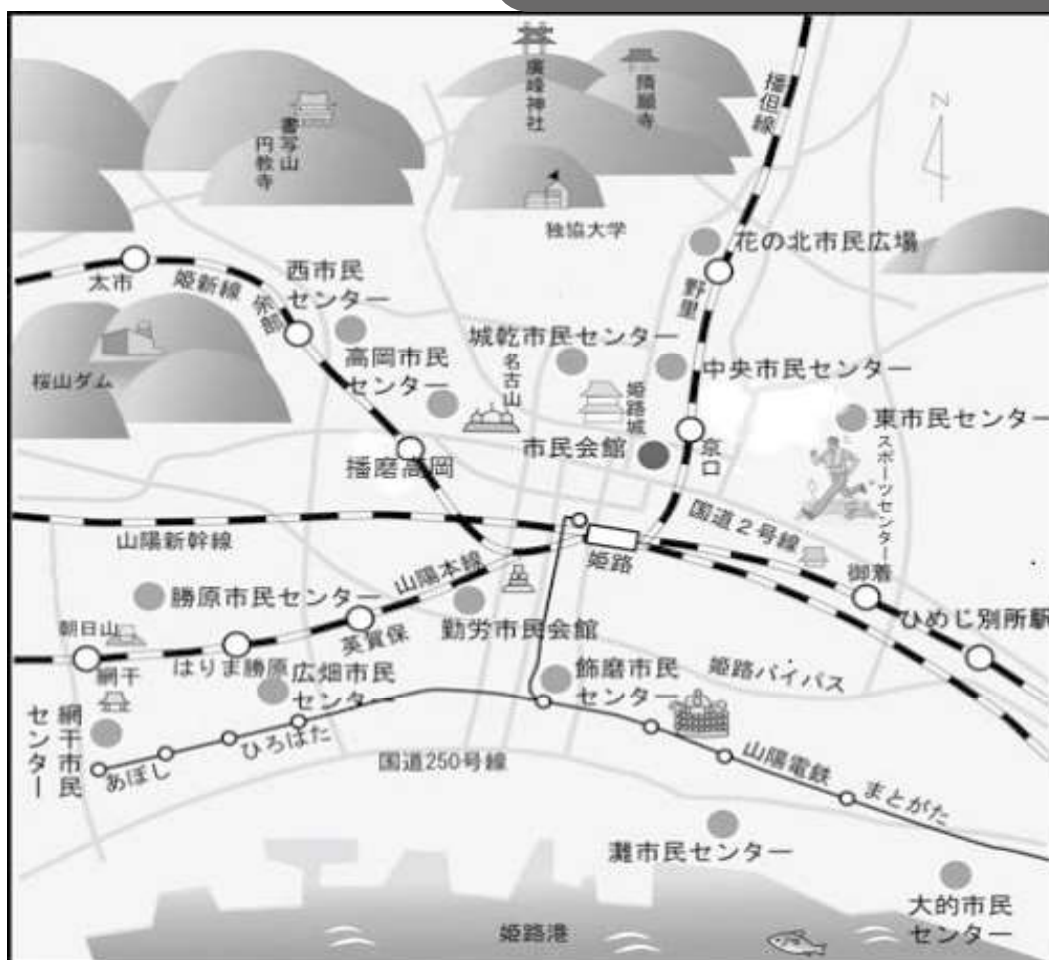 廣峰神社
随願寺
播但線
書写山
円教寺
N
独協大学
花の北市民広場
太市
姫新線
余部
西市民
センター
野里
城乾市民センター
高岡市民
センター
名古山
中央市民センター
桜山ダム
姫路城
東市民センター
市民会館
京口
スポーツセンター
播磨高岡
国道2号線
山陽新幹線
姫路
山陽本線
御着
勝原市民センター
英賀保
勤労市民会館
ひめじ別所駅
朝日山
網干
はりま勝原
広畑市民
センター
飾磨市民
センター
姫路バイパス
網干市民
センター
あぼし
ひろはた
国道250号線
山陽電鉄
まとがた
灘市民センター
大的市民
センター
姫路港